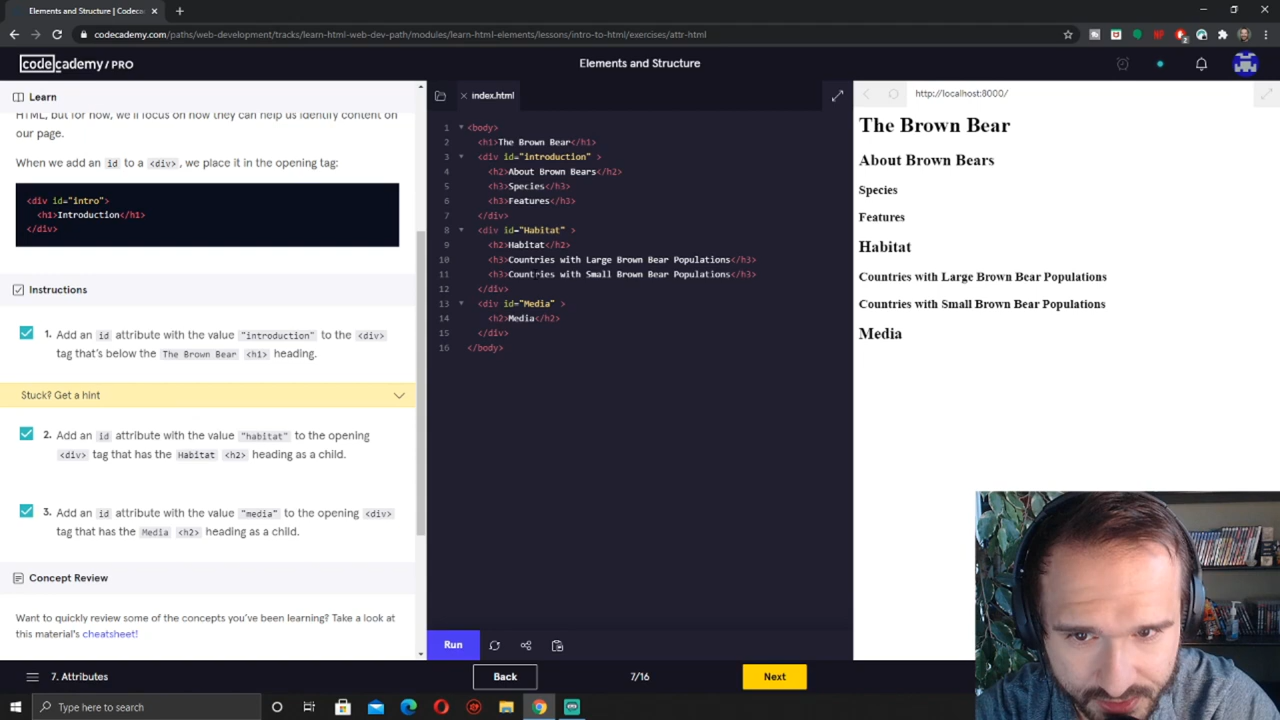 Elements and Structure | Codec
codecademy.com/paths/web-development/tracks/learn-html-web-dev-path/modules/learn-html-elements/lessons/intro-to-html/exercises/attr-html
codecademy/PRO
Elements and Structure
Learn
HTML, but for now, we'll focus on how they can help us identify content on
our page.
When we add an id to a <div>, we place it in the opening tag:
<div id="intro">
<h1>Introduction</h1>
</div>
Instructions
1. Add an id attribute with the value "introduction" to the <div>
tag that's below the The Brown Bear <h1> heading.
Stuck? Get a hint
2. Add an id attribute with the value "habitat" to the opening
<div> tag that has the Habitat <h2> heading as a child.
3. Add an id attribute with the value "media" to the opening <div>
tag that has the Media <h2> heading as a child.
Concept Review
Want to quickly review some of the concepts you've been learning? Take a look at
this material's cheatsheet!
index.html
1 <body>
2 <h1>The Brown Bear</h1>
3 <div id="introduction" >
4 <h2>About Brown Bears</h2>
5 <h3>Species</h3>
6 <h3>Features</h3>
7 </div>
8 <div id="Habitat" >
9 <h2>Habitat</h2>
10 <h3>Countries with Large Brown Bear Populations</h3>
11 <h3>Countries with Small Brown Bear Populations</h3>
12 </div>
13 <div id="Media" >
14 <h2>Media</h2>
15 </div>
16 </body>
Run
http://localhost:8000/
The Brown Bear
About Brown Bears
Species
Features
Habitat
Countries with Large Brown Bear Populations
Countries with Small Brown Bear Populations
Media
7. Attributes
Back
7/16
Next
Type here to search